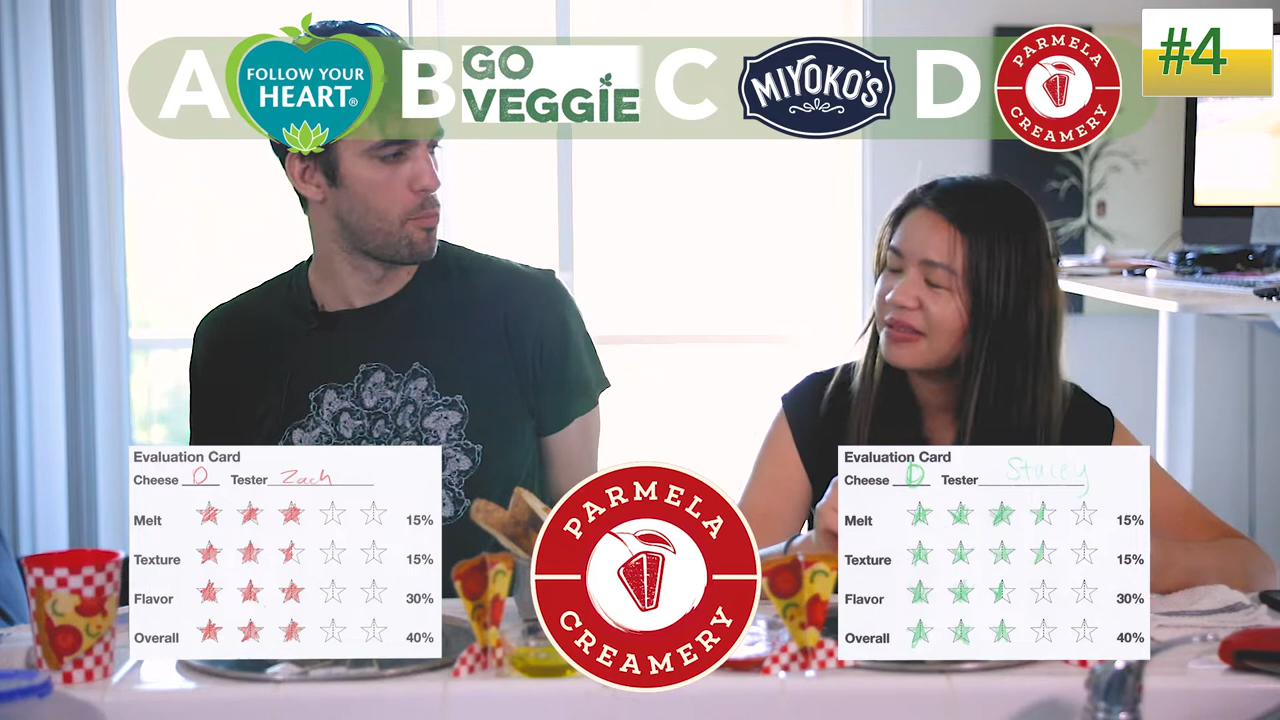 A FOLLOW YOUR HEART® B GO VEGGIE C MIYOKO'S D PARMELA CREAMERY
#4
Evaluation Card
Cheese D Tester Zach
Melt 15%
Texture 15%
Flavor 30%
Overall 40%
PARMELA CREAMERY
Evaluation Card
Cheese D Tester Stacey
Melt 15%
Texture 15%
Flavor 30%
Overall 40%